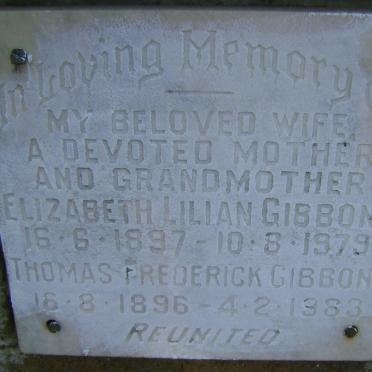 In Loving Memory
MY BELOVED WIFE
A DEVOTED MOTHER
AND GRANDMOTHER
ELIZABETH LILIAN GIBBON
16·6·1897 - 10·8·1979
THOMAS FREDERICK GIBBON
16·8·1896 - 4·2·1983
REUNITED